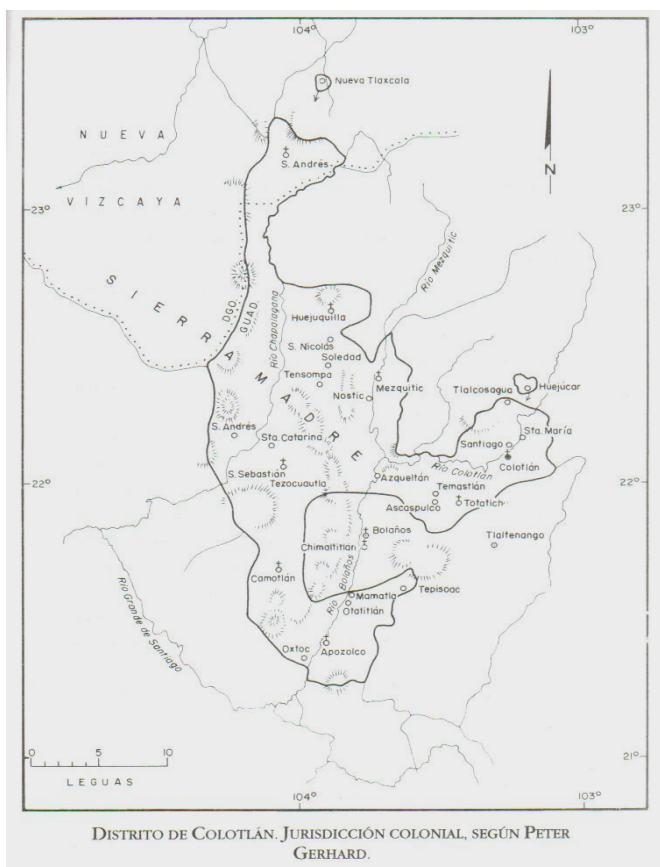 104°
103°
Nueva Tlaxcala
NUEVA
S. Andrés
N
23°
23°
VIZCAYA
SIERRA MADRE
DGO.
GUAD.
Río Chapalagana
Río Mezquitic
Huejuquilla
S. Nicolás
Soledad
Tensompa
Mezquitic
Nostic
Tlalcosagua
Huejúcar
S. Andrés
Sta. Catarina
Santiago
Sta. María
Colotlán
Río Colotlán
S. Sebastián
Tezocuautla
Azqueltán
22°
22°
Temastlán
Ascaspulco
Totatich
Bolaños
Chimaltitlán
Tlaltenango
Río Bolaños
Camotlán
Mamatla
Tepisoac
Otatitlán
Río Grande de Santiago
Oxtoc
Apozolco
0 5 10
LEGUAS
21°
104°
103°
DISTRITO DE COLOTLÁN. JURISDICCIÓN COLONIAL, SEGÚN PETER
GERHARD.